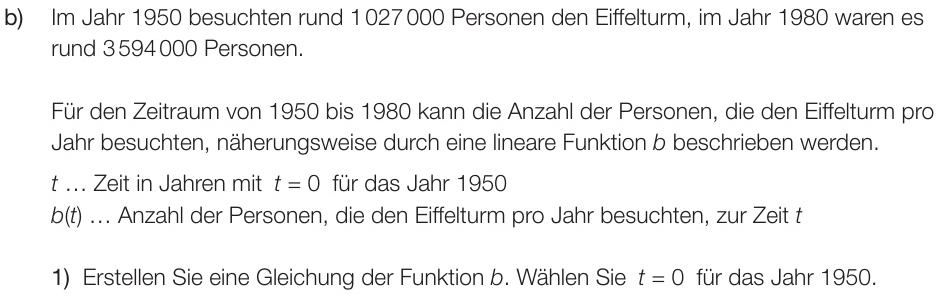 b) Im Jahr 1950 besuchten rund 1 027 000 Personen den Eiffelturm, im Jahr 1980 waren es
rund 3 594 000 Personen.
Für den Zeitraum von 1950 bis 1980 kann die Anzahl der Personen, die den Eiffelturm pro
Jahr besuchten, näherungsweise durch eine lineare Funktion b beschrieben werden.
t … Zeit in Jahren mit t = 0 für das Jahr 1950
b(t) … Anzahl der Personen, die den Eiffelturm pro Jahr besuchten, zur Zeit t
1) Erstellen Sie eine Gleichung der Funktion b. Wählen Sie t = 0 für das Jahr 1950.